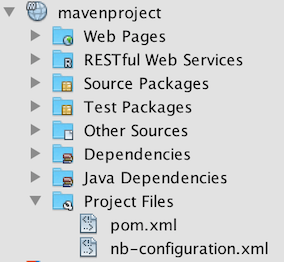 mavenproject
Web Pages
RESTful Web Services
Source Packages
Test Packages
Other Sources
Dependencies
Java Dependencies
Project Files
pom.xml
nb-configuration.xml